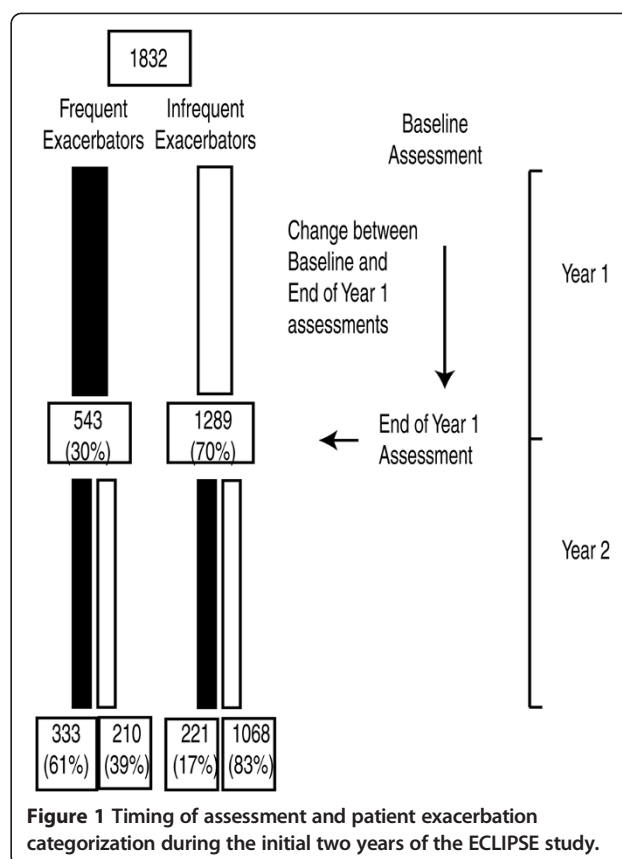 1832
Frequent
Exacerbators
Infrequent
Exacerbators
Baseline
Assessment
Change between
Baseline and
End of Year 1
assessments
Year 1
543
(30%)
1289
(70%)
End of Year 1
Assessment
Year 2
333
(61%)
210
(39%)
221
(17%)
1068
(83%)
Figure 1 Timing of assessment and patient exacerbation
categorization during the initial two years of the ECLIPSE study.